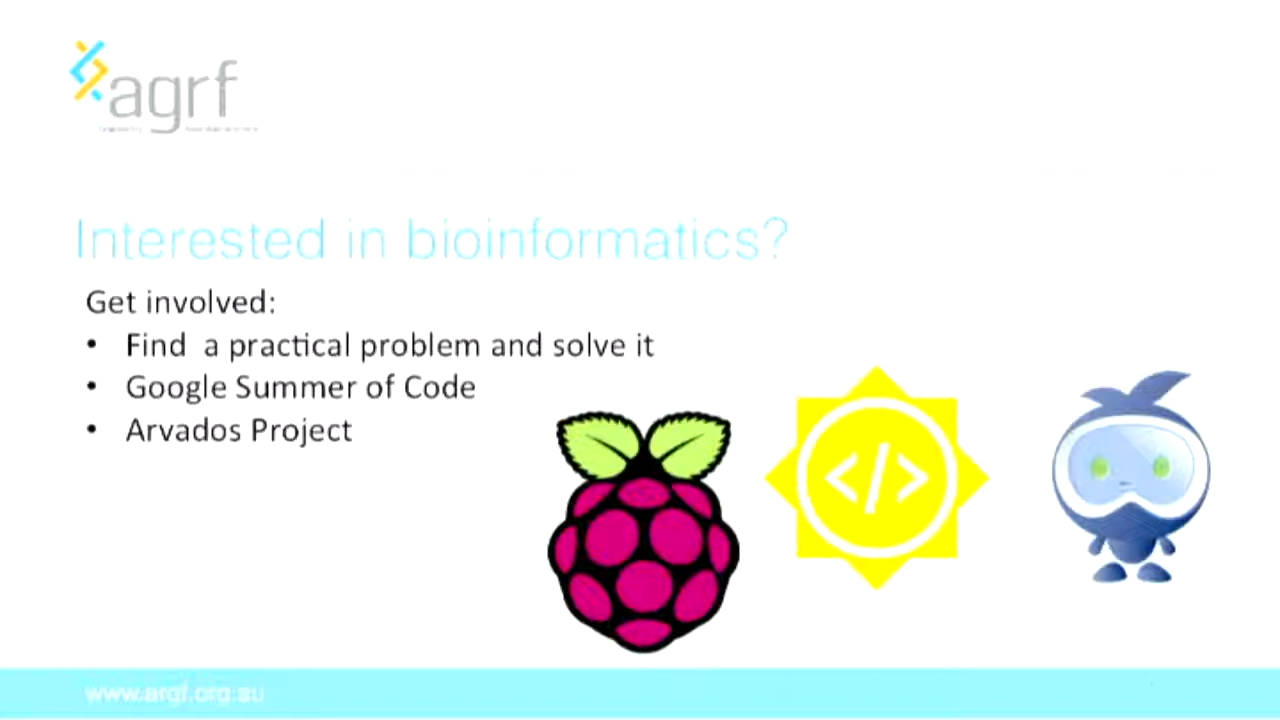 agrf
Interested in bioinformatics?
Get involved:
• Find a practical problem and solve it
• Google Summer of Code
• Arvados Project
</>
www.argf.org.au